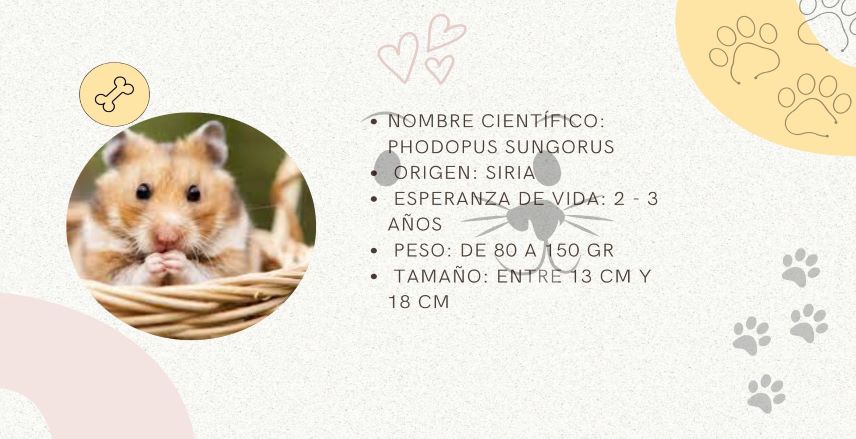 • NOMBRE CIENTÍFICO:
PHODOPUS SUNGORUS
• ORIGEN: SIRIA
• ESPERANZA DE VIDA: 2 - 3
AÑOS
• PESO: DE 80 A 150 GR
• TAMAÑO: ENTRE 13 CM Y
18 CM